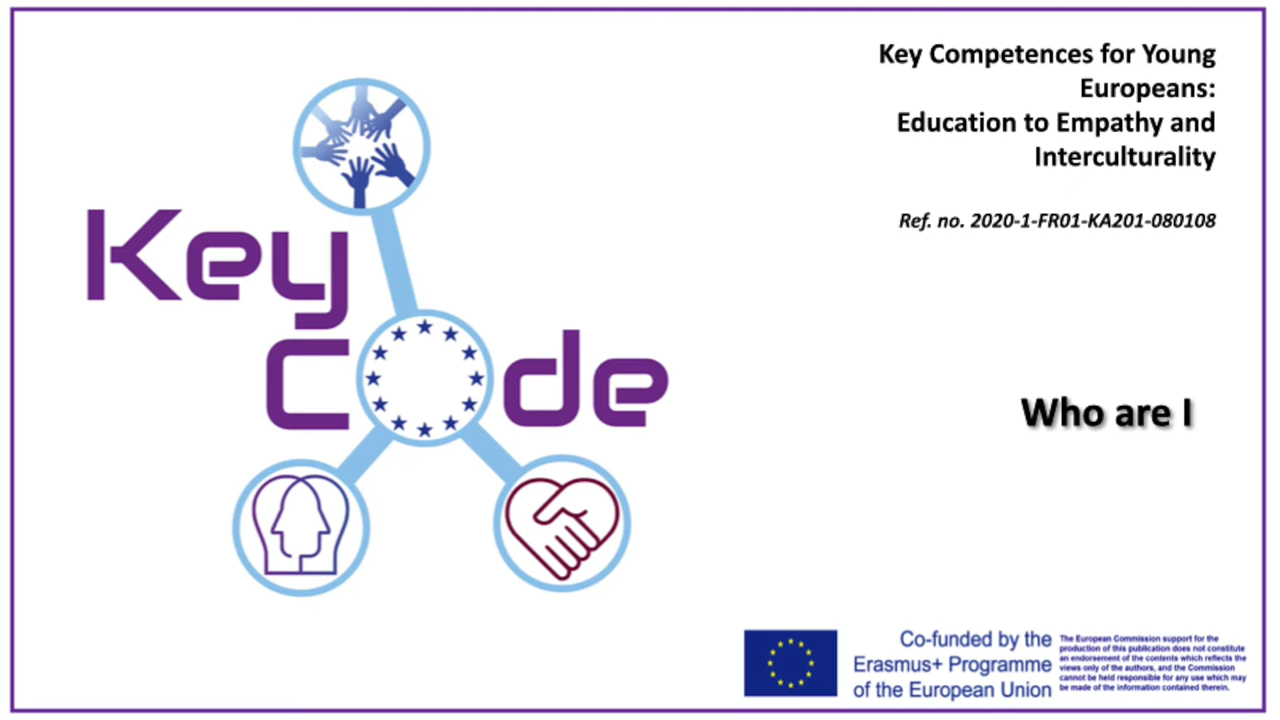 Key Competences for Young
Europeans:
Education to Empathy and
Interculturality
Ref. no. 2020-1-FR01-KA201-080108
Key
Code
Who are I
Co-funded by the
Erasmus+ Programme
of the European Union
The European Commission support for the
production of this publication does not constitute
an endorsement of the contents which reflects the
views only of the authors, and the Commission
cannot be held responsible for any use which may
be made of the information contained therein.